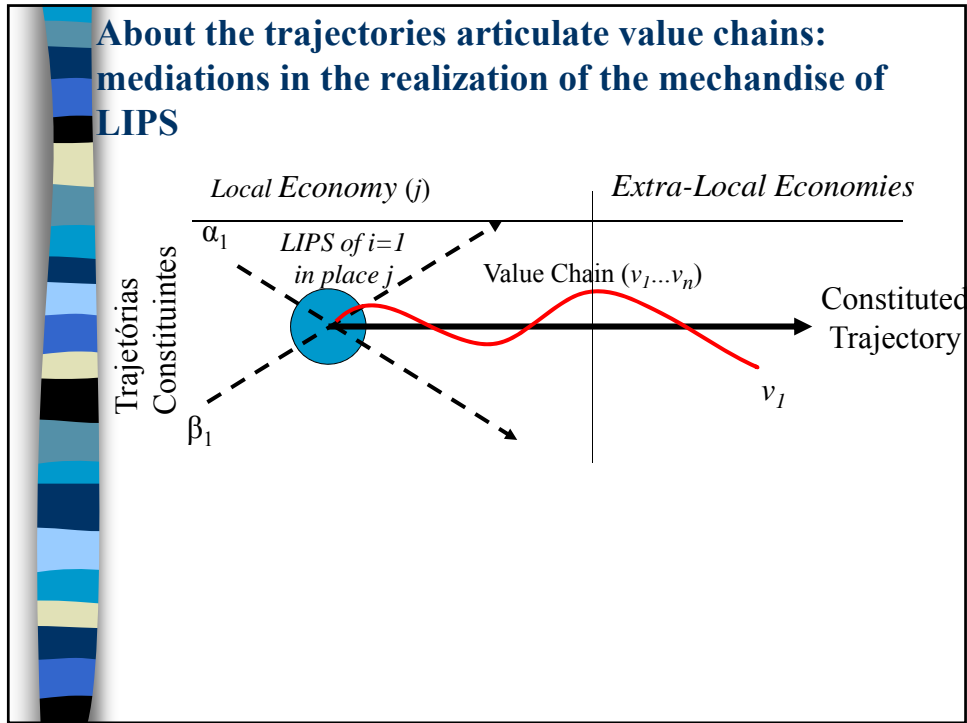 About the trajectories articulate value chains:
mediations in the realization of the mechandise of
LIPS
Local Economy (j)
Extra-Local Economies
α1
LIPS of i=1
in place j
Value Chain (v1...vn)
Trajetórias
Constituintes
Constituted
Trajectory
v1
β1